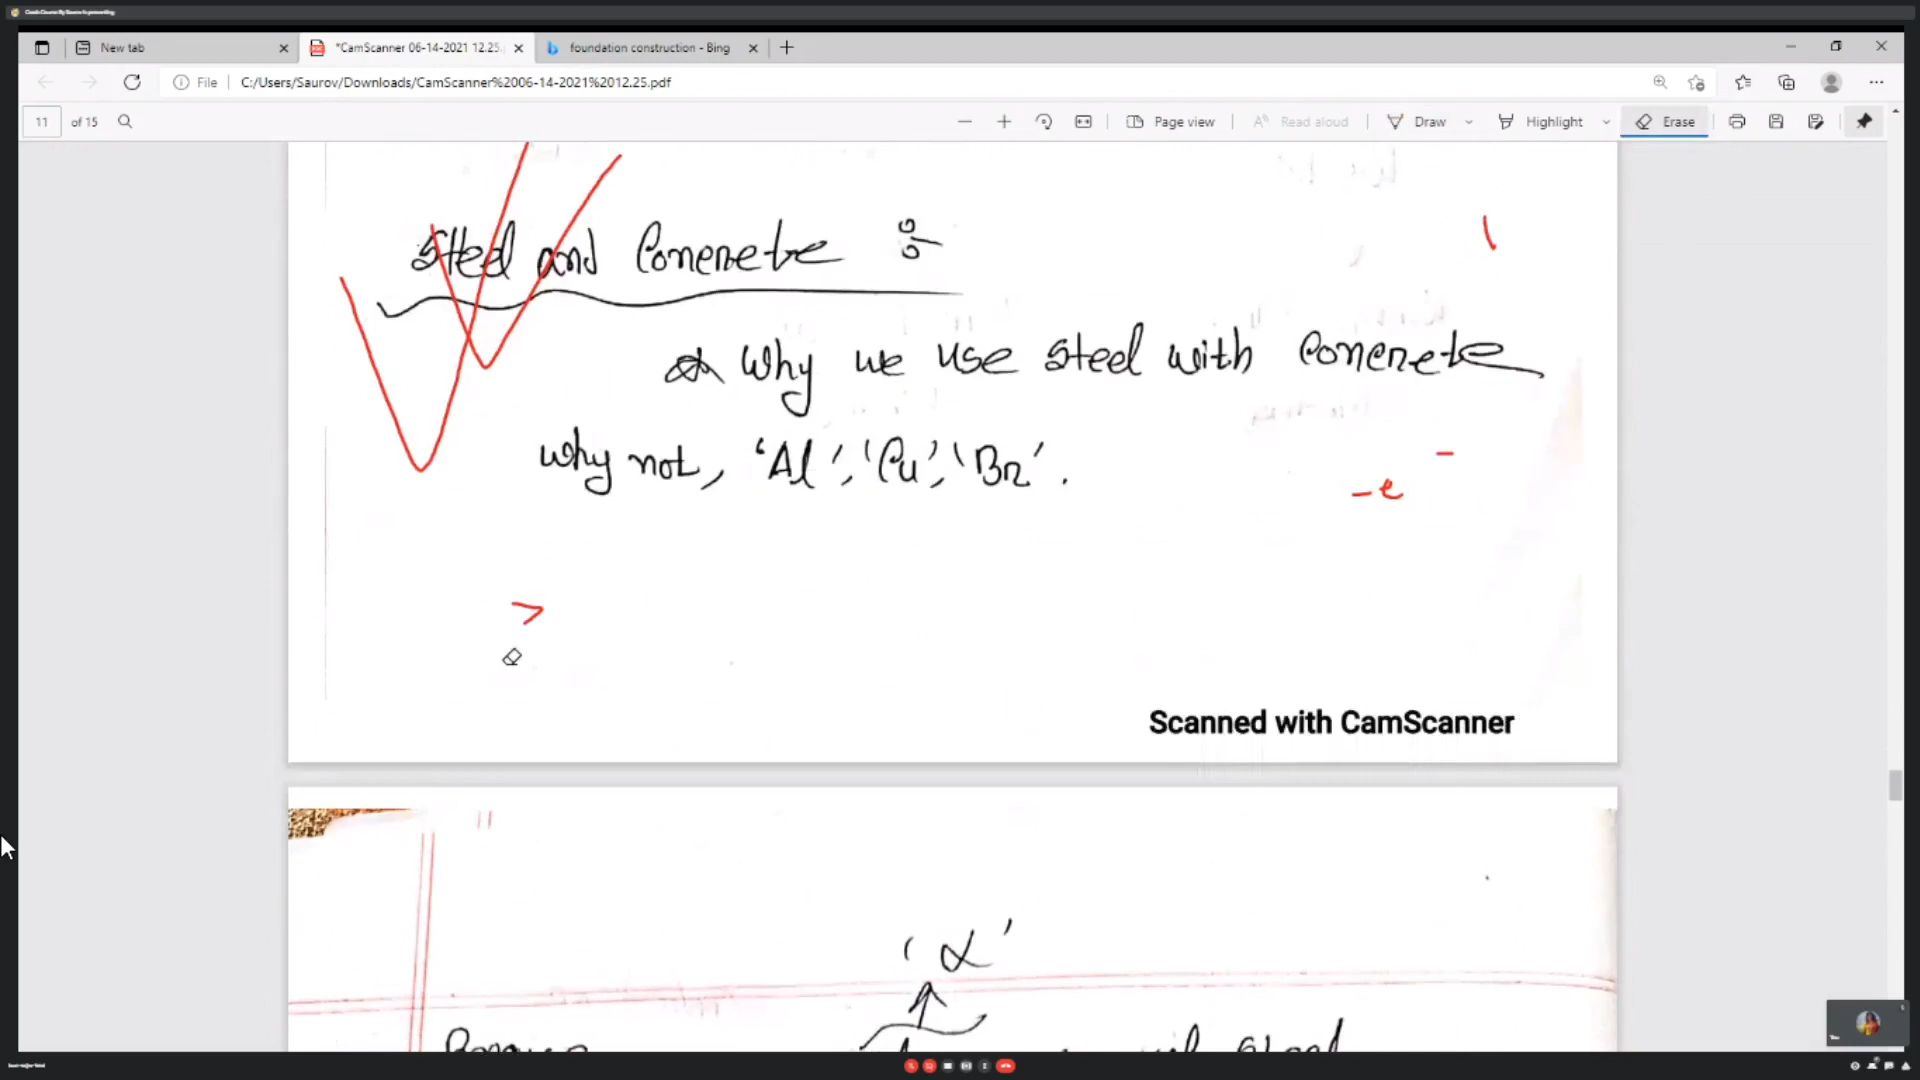 New tab
*CamScanner 06-14-2021 12.25.
foundation construction - Bing
File
C:/Users/Saurov/Downloads/CamScanner%2006-14-2021%2012.25.pdf
11 of 15
Page view
Read aloud
Draw
Highlight
Erase
Steel and Concrete :-
Why we use steel with concrete
why not, 'Al', 'Cu', 'Br'.
-
-e
>
Scanned with CamScanner
'α'
Steel